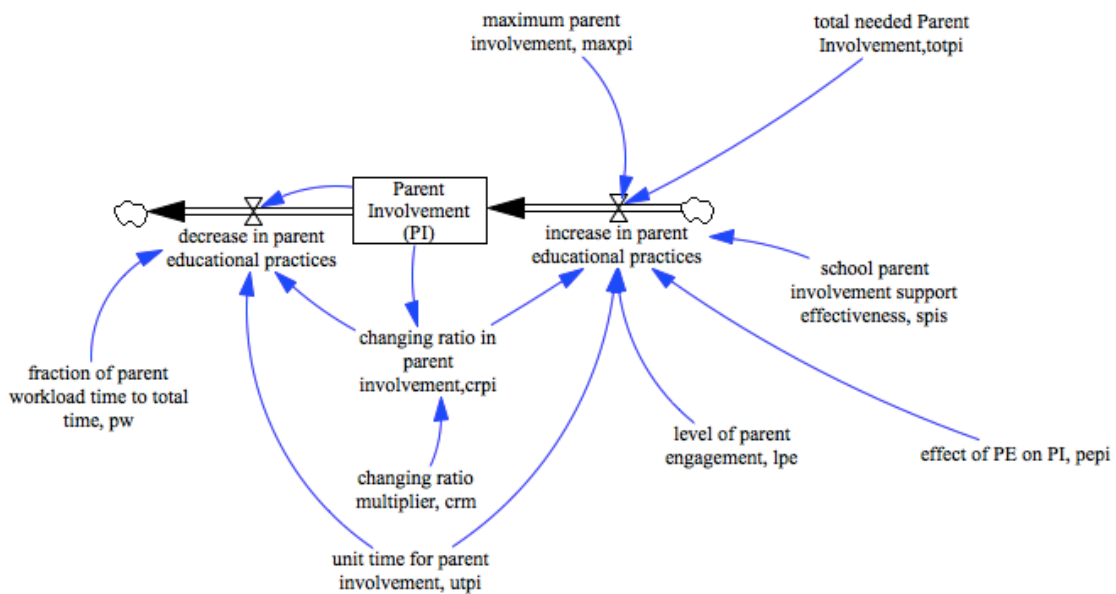 maximum parent
involvement, maxpi
total needed Parent
Involvement,totpi
Parent
Involvement
(PI)
decrease in parent
educational practices
increase in parent
educational practices
school parent
involvement support
effectiveness, spis
changing ratio in
parent
involvement,crpi
fraction of parent
workload time to total
time, pw
level of parent
engagement, lpe
effect of PE on PI, pepi
changing ratio
multiplier, crm
unit time for parent
involvement, utpi